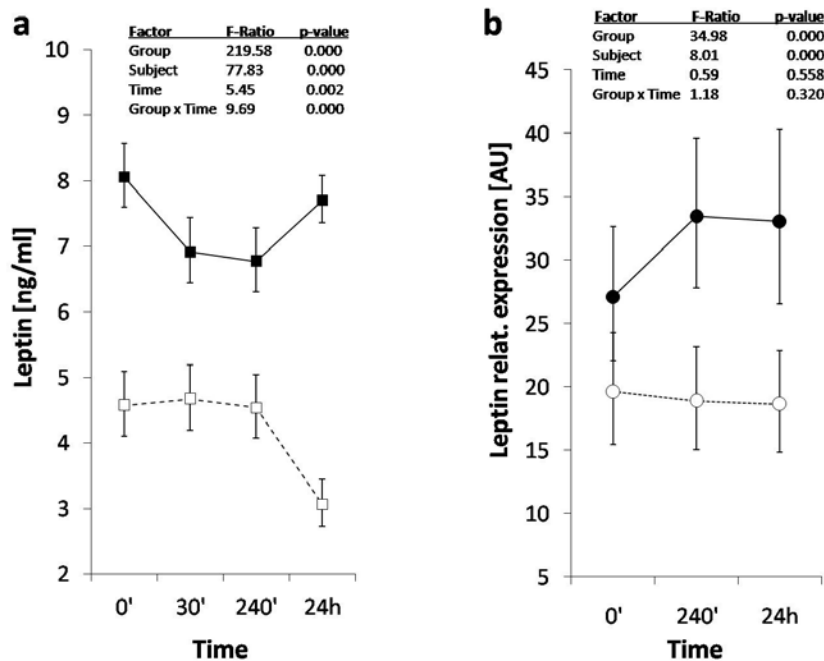 a
Factor F-Ratio p-value
Group 219.58 0.000
Subject 77.83 0.000
Time 5.45 0.002
Group x Time 9.69 0.000
Leptin [ng/ml]
10
9
8
7
6
5
4
3
2
0' 30' 240' 24h
Time
b
Factor F-Ratio p-value
Group 34.98 0.000
Subject 8.01 0.000
Time 0.59 0.558
Group x Time 1.18 0.320
Leptin relat. expression [AU]
45
40
35
30
25
20
15
10
5
0' 240' 24h
Time